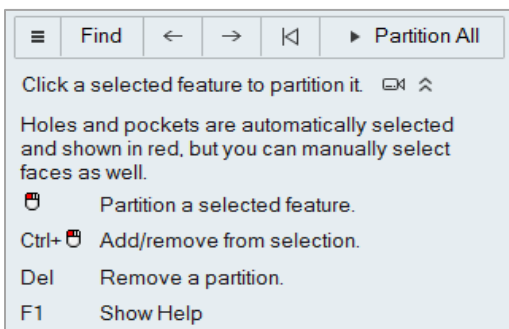 Find Partition All
Click a selected feature to partition it.
Holes and pockets are automatically selected
and shown in red, but you can manually select
faces as well.
Partition a selected feature.
Ctrl+ Add/remove from selection.
Del Remove a partition.
F1 Show Help